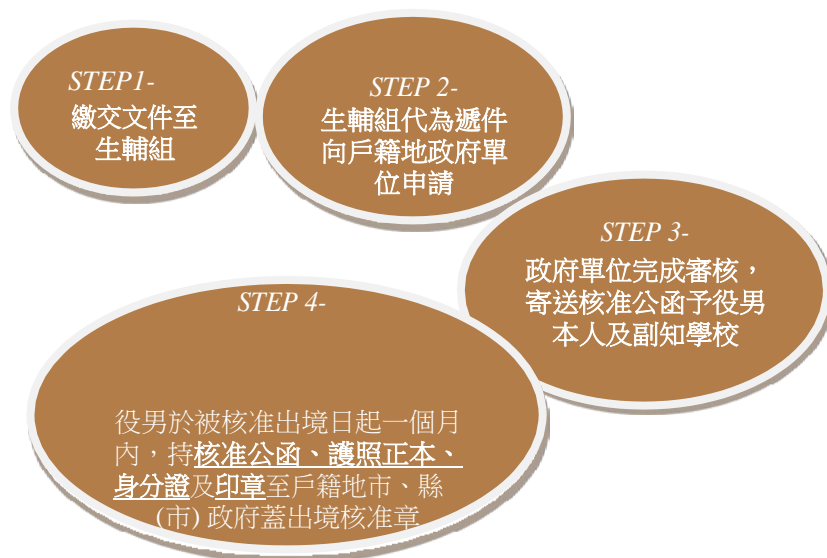 STEP1-
繳交文件至
生輔組
STEP 2-
生輔組代為遞件
向戶籍地政府單
位申請
STEP 3-
政府單位完成審核，
寄送核准公函予役男
本人及副知學校
STEP 4-
役男於被核准出境日起一個月
內，持核准公函、護照正本、
身分證及印章至戶籍地市、縣
(市) 政府蓋出境核准章